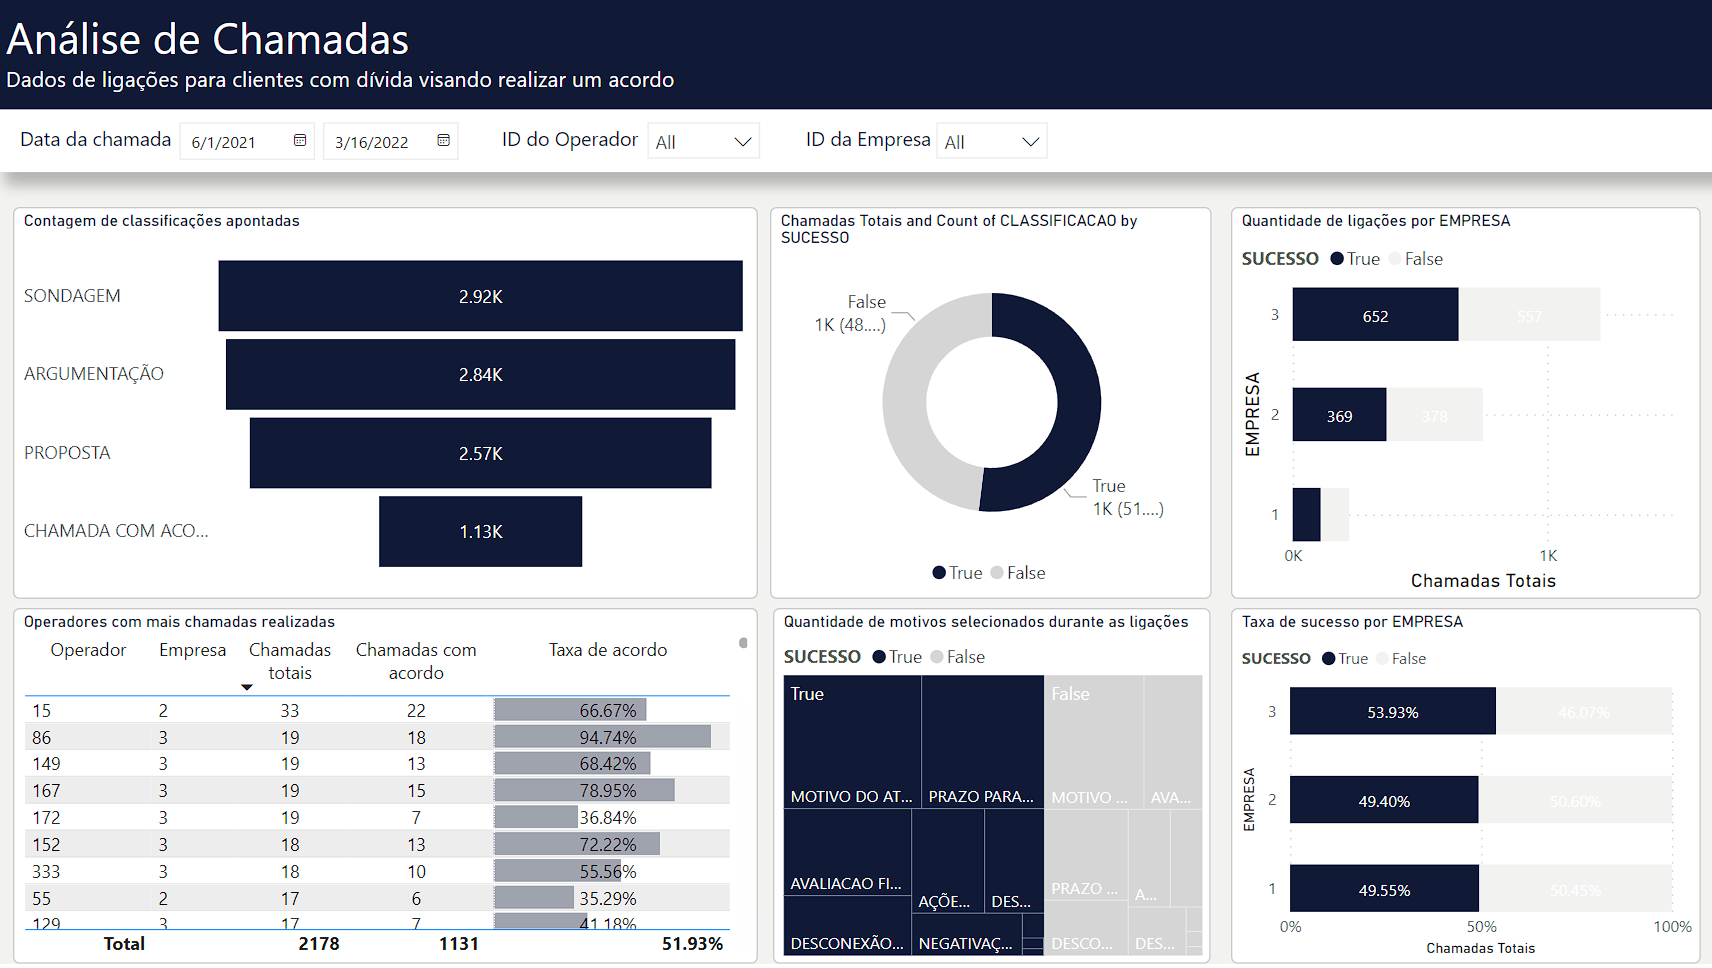 Análise de Chamadas
Dados de ligações para clientes com dívida visando realizar um acordo
Data da chamada 6/1/2021 3/16/2022 ID do Operador All ID da Empresa All
Contagem de classificações apontadas
SONDAGEM 2.92K
ARGUMENTAÇÃO 2.84K
PROPOSTA 2.57K
CHAMADA COM ACO... 1.13K
Chamadas Totais and Count of CLASSIFICACAO by
SUCESSO
False
1K (48....)
True
1K (51....)
True False
Quantidade de ligações por EMPRESA
SUCESSO True False
3 652 557
2 369 378
1
EMPRESA
0K 1K
Chamadas Totais
Operadores com mais chamadas realizadas
Operador Empresa Chamadas totais Chamadas com acordo Taxa de acordo
15 2 33 22 66.67%
86 3 19 18 94.74%
149 3 19 13 68.42%
167 3 19 15 78.95%
172 3 19 7 36.84%
152 3 18 13 72.22%
333 3 18 10 55.56%
55 2 17 6 35.29%
129 3 17 7 41.18%
Total 2178 1131 51.93%
Quantidade de motivos selecionados durante as ligações
SUCESSO True False
True
MOTIVO DO AT...
PRAZO PARA...
AVALIACAO FI...
AÇÕE...
DES...
DESCONEXÃO...
NEGATIVAÇ...
False
MOTIVO ...
AVA...
PRAZO ...
A...
DESCO...
DES...
Taxa de sucesso por EMPRESA
SUCESSO True False
3 53.93% 46.07%
2 49.40% 50.60%
1 49.55% 50.45%
EMPRESA
0% 50% 100%
Chamadas Totais